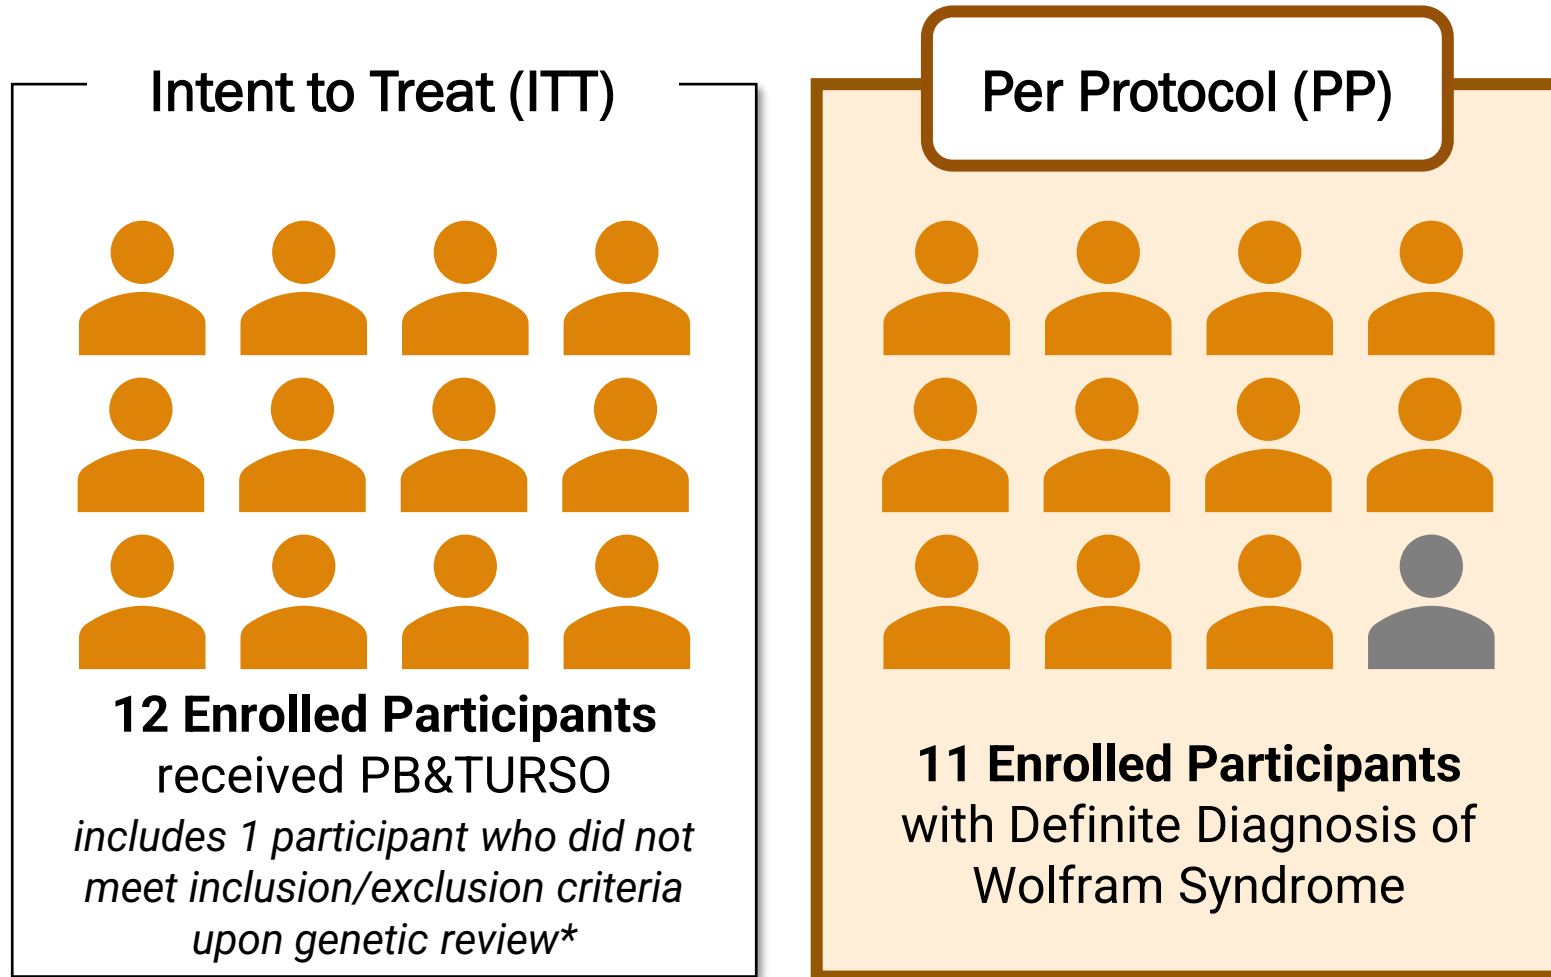 Intent to Treat (ITT)
12 Enrolled Participants
received PB&TURSO
includes 1 participant who did not
meet inclusion/exclusion criteria
upon genetic review*
Per Protocol (PP)
11 Enrolled Participants
with Definite Diagnosis of
Wolfram Syndrome